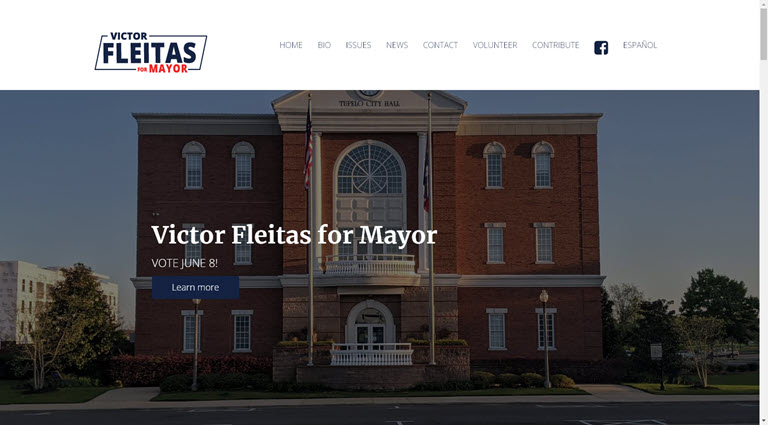 VICTOR
FLEITAS
FOR MAYOR
HOME BIO ISSUES NEWS CONTACT VOLUNTEER CONTRIBUTE ESPAÑOL
TUPELO CITY HALL
Victor Fleitas for Mayor
VOTE JUNE 8!
Learn more